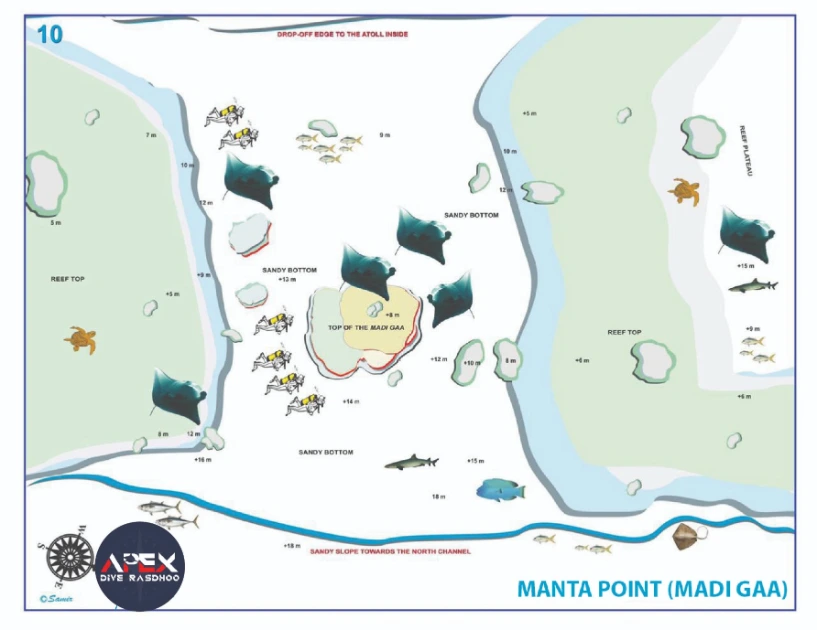 10
DROP-OFF EDGE TO THE ATOLL INSIDE
+5 m
7 m
9 m
REEF PLATEAU
10 m
10 m
12 m
12 m
5 m
SANDY BOTTOM
+15 m
REEF TOP
+9 m
SANDY BOTTOM
+13 m
+5 m
+8 m
TOP OF THE MADI GAA
REEF TOP
+9 m
+12 m
+10 m
8 m
+6 m
+14 m
+6 m
8 m
12 m
+16 m
SANDY BOTTOM
+15 m
18 m
+18 m
SANDY SLOPE TOWARDS THE NORTH CHANNEL
S
E
APEX
DIVE RASDHOO
©Samir
MANTA POINT (MADI GAA)